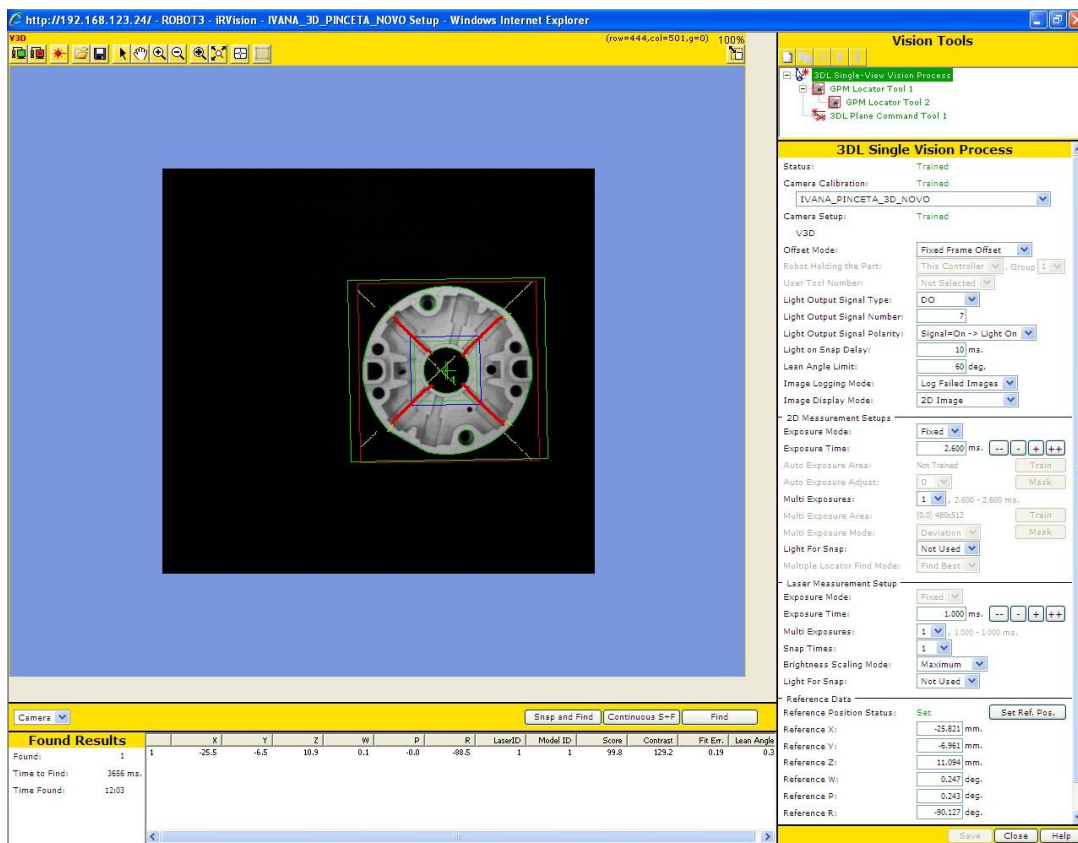 http://192.168.123.24/ - ROBOT3 - iRVision - IVANA_3D_PINCETA_NOVO Setup - Windows Internet Explorer
V3D
(row=444,col=501,g=0) 100%
Vision Tools
3DL Single-View Vision Process
GPM Locator Tool 1
GPM Locator Tool 2
3DL Plane Command Tool 1
3DL Single Vision Process
Status: Trained
Camera Calibration: Trained
IVANA_PINCETA_3D_NOVO
Camera Setup: Trained
V3D
Offset Mode: Fixed Frame Offset
Robot Holding the Part: This Controller , Group 1
User Tool Number: Not Selected
Light Output Signal Type: DO
Light Output Signal Number: 7
Light Output Signal Polarity: Signal=On -> Light On
Light on Snap Delay: 10 ms.
Lean Angle Limit: 60 deg.
Image Logging Mode: Log Failed Images
Image Display Mode: 2D Image
2D Measurement Setups
Exposure Mode: Fixed
Exposure Time: 2.600 ms. -- - + ++
Auto Exposure Area: Not Trained Train
Auto Exposure Adjust: 0 Mask
Multi Exposures: 1 , 2.600 - 2.600 ms.
Multi Exposure Area: (0,0) 480x512 Train
Multi Exposure Mode: Deviation Mask
Light For Snap: Not Used
Multiple Locator Find Mode: Find Best
Laser Measurement Setup
Exposure Mode: Fixed
Exposure Time: 1.000 ms. -- - + ++
Multi Exposures: 1 , 1.000 - 1.000 ms.
Snap Times: 1
Brightness Scaling Mode: Maximum
Light For Snap: Not Used
Reference Data
Reference Position Status: Set Set Ref. Pos.
Reference X: -25.821 mm.
Reference Y: -6.961 mm.
Reference Z: 11.094 mm.
Reference W: 0.247 deg.
Reference P: 0.243 deg.
Reference R: -90.127 deg.
Save Close Help
1
Camera Snap and Find Continuous S+F Find
Found Results
Found: 1
Time to Find: 3656 ms.
Time Found: 12:03
X Y Z W P R LaserID Model ID Score Contrast Fit Err. Lean Angle
1 -25.5 -6.5 10.9 0.1 -0.0 -88.5 1 1 99.8 129.2 0.19 0.3